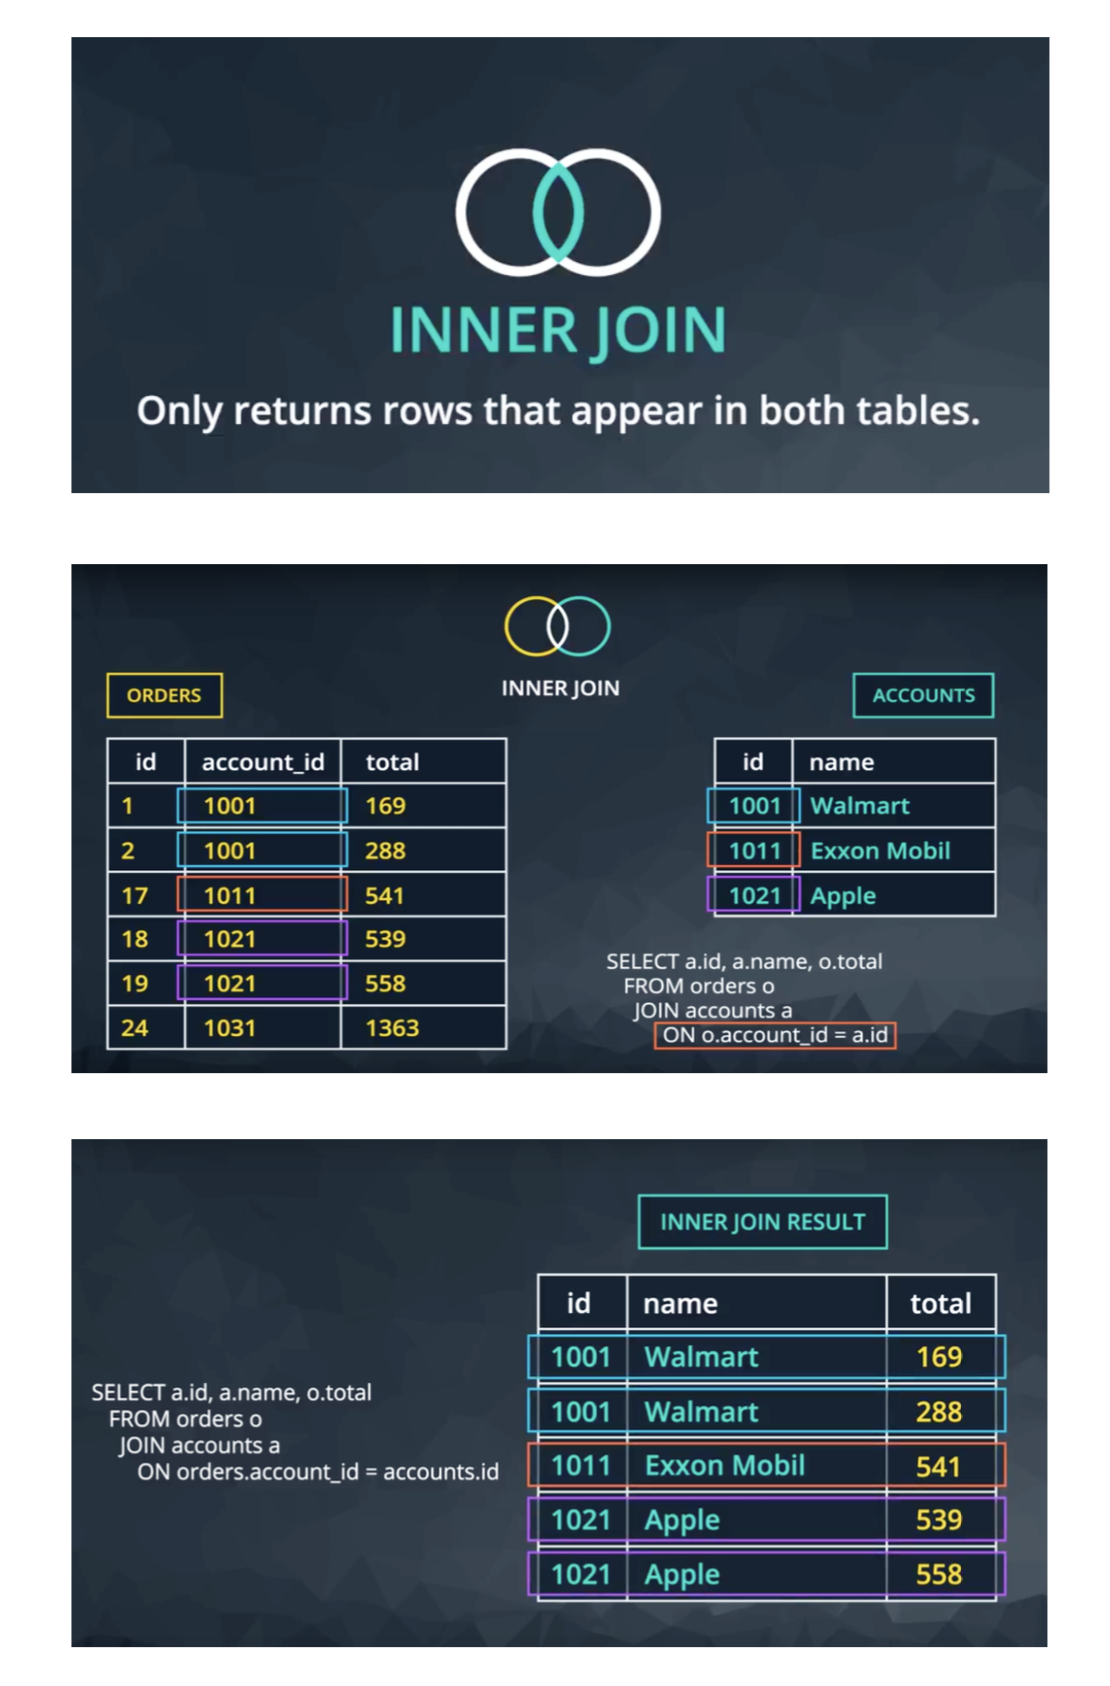 INNER JOIN
Only returns rows that appear in both tables.
INNER JOIN
ORDERS
id account_id total
1 1001 169
2 1001 288
17 1011 541
18 1021 539
19 1021 558
24 1031 1363
ACCOUNTS
id name
1001 Walmart
1011 Exxon Mobil
1021 Apple
SELECT a.id, a.name, o.total
FROM orders o
JOIN accounts a
ON o.account_id = a.id
SELECT a.id, a.name, o.total
FROM orders o
JOIN accounts a
ON orders.account_id = accounts.id
INNER JOIN RESULT
id name total
1001 Walmart 169
1001 Walmart 288
1011 Exxon Mobil 541
1021 Apple 539
1021 Apple 558